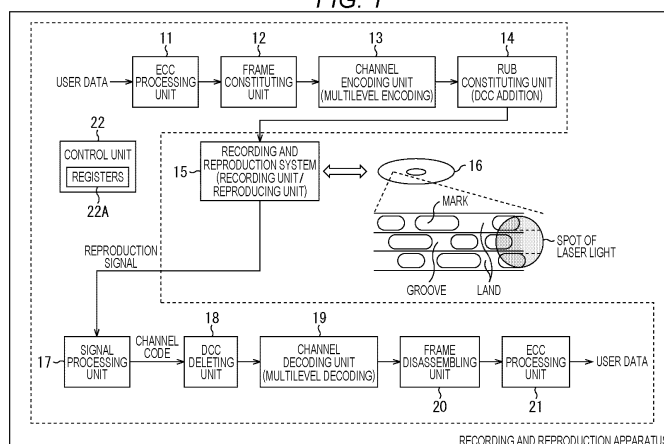 FIG. 1
11
12
13
14
USER DATA
ECC
PROCESSING
UNIT
FRAME
CONSTITUTING
UNIT
CHANNEL
ENCODING UNIT
(MULTILEVEL ENCODING)
RUB
CONSTITUTING UNIT
(DCC ADDITION)
22
CONTROL UNIT
REGISTERS
22A
15
RECORDING AND
REPRODUCTION SYSTEM
(RECORDING UNIT/
REPRODUCING UNIT)
16
MARK
SPOT OF
LASER LIGHT
GROOVE
LAND
REPRODUCTION
SIGNAL
17
SIGNAL
PROCESSING
UNIT
CHANNEL
CODE
18
DCC
DELETING
UNIT
19
CHANNEL
DECODING UNIT
(MULTILEVEL DECODING)
FRAME
DISASSEMBLING
UNIT
20
ECC
PROCESSING
UNIT
21
USER DATA
RECORDING AND REPRODUCTION APPARATUS